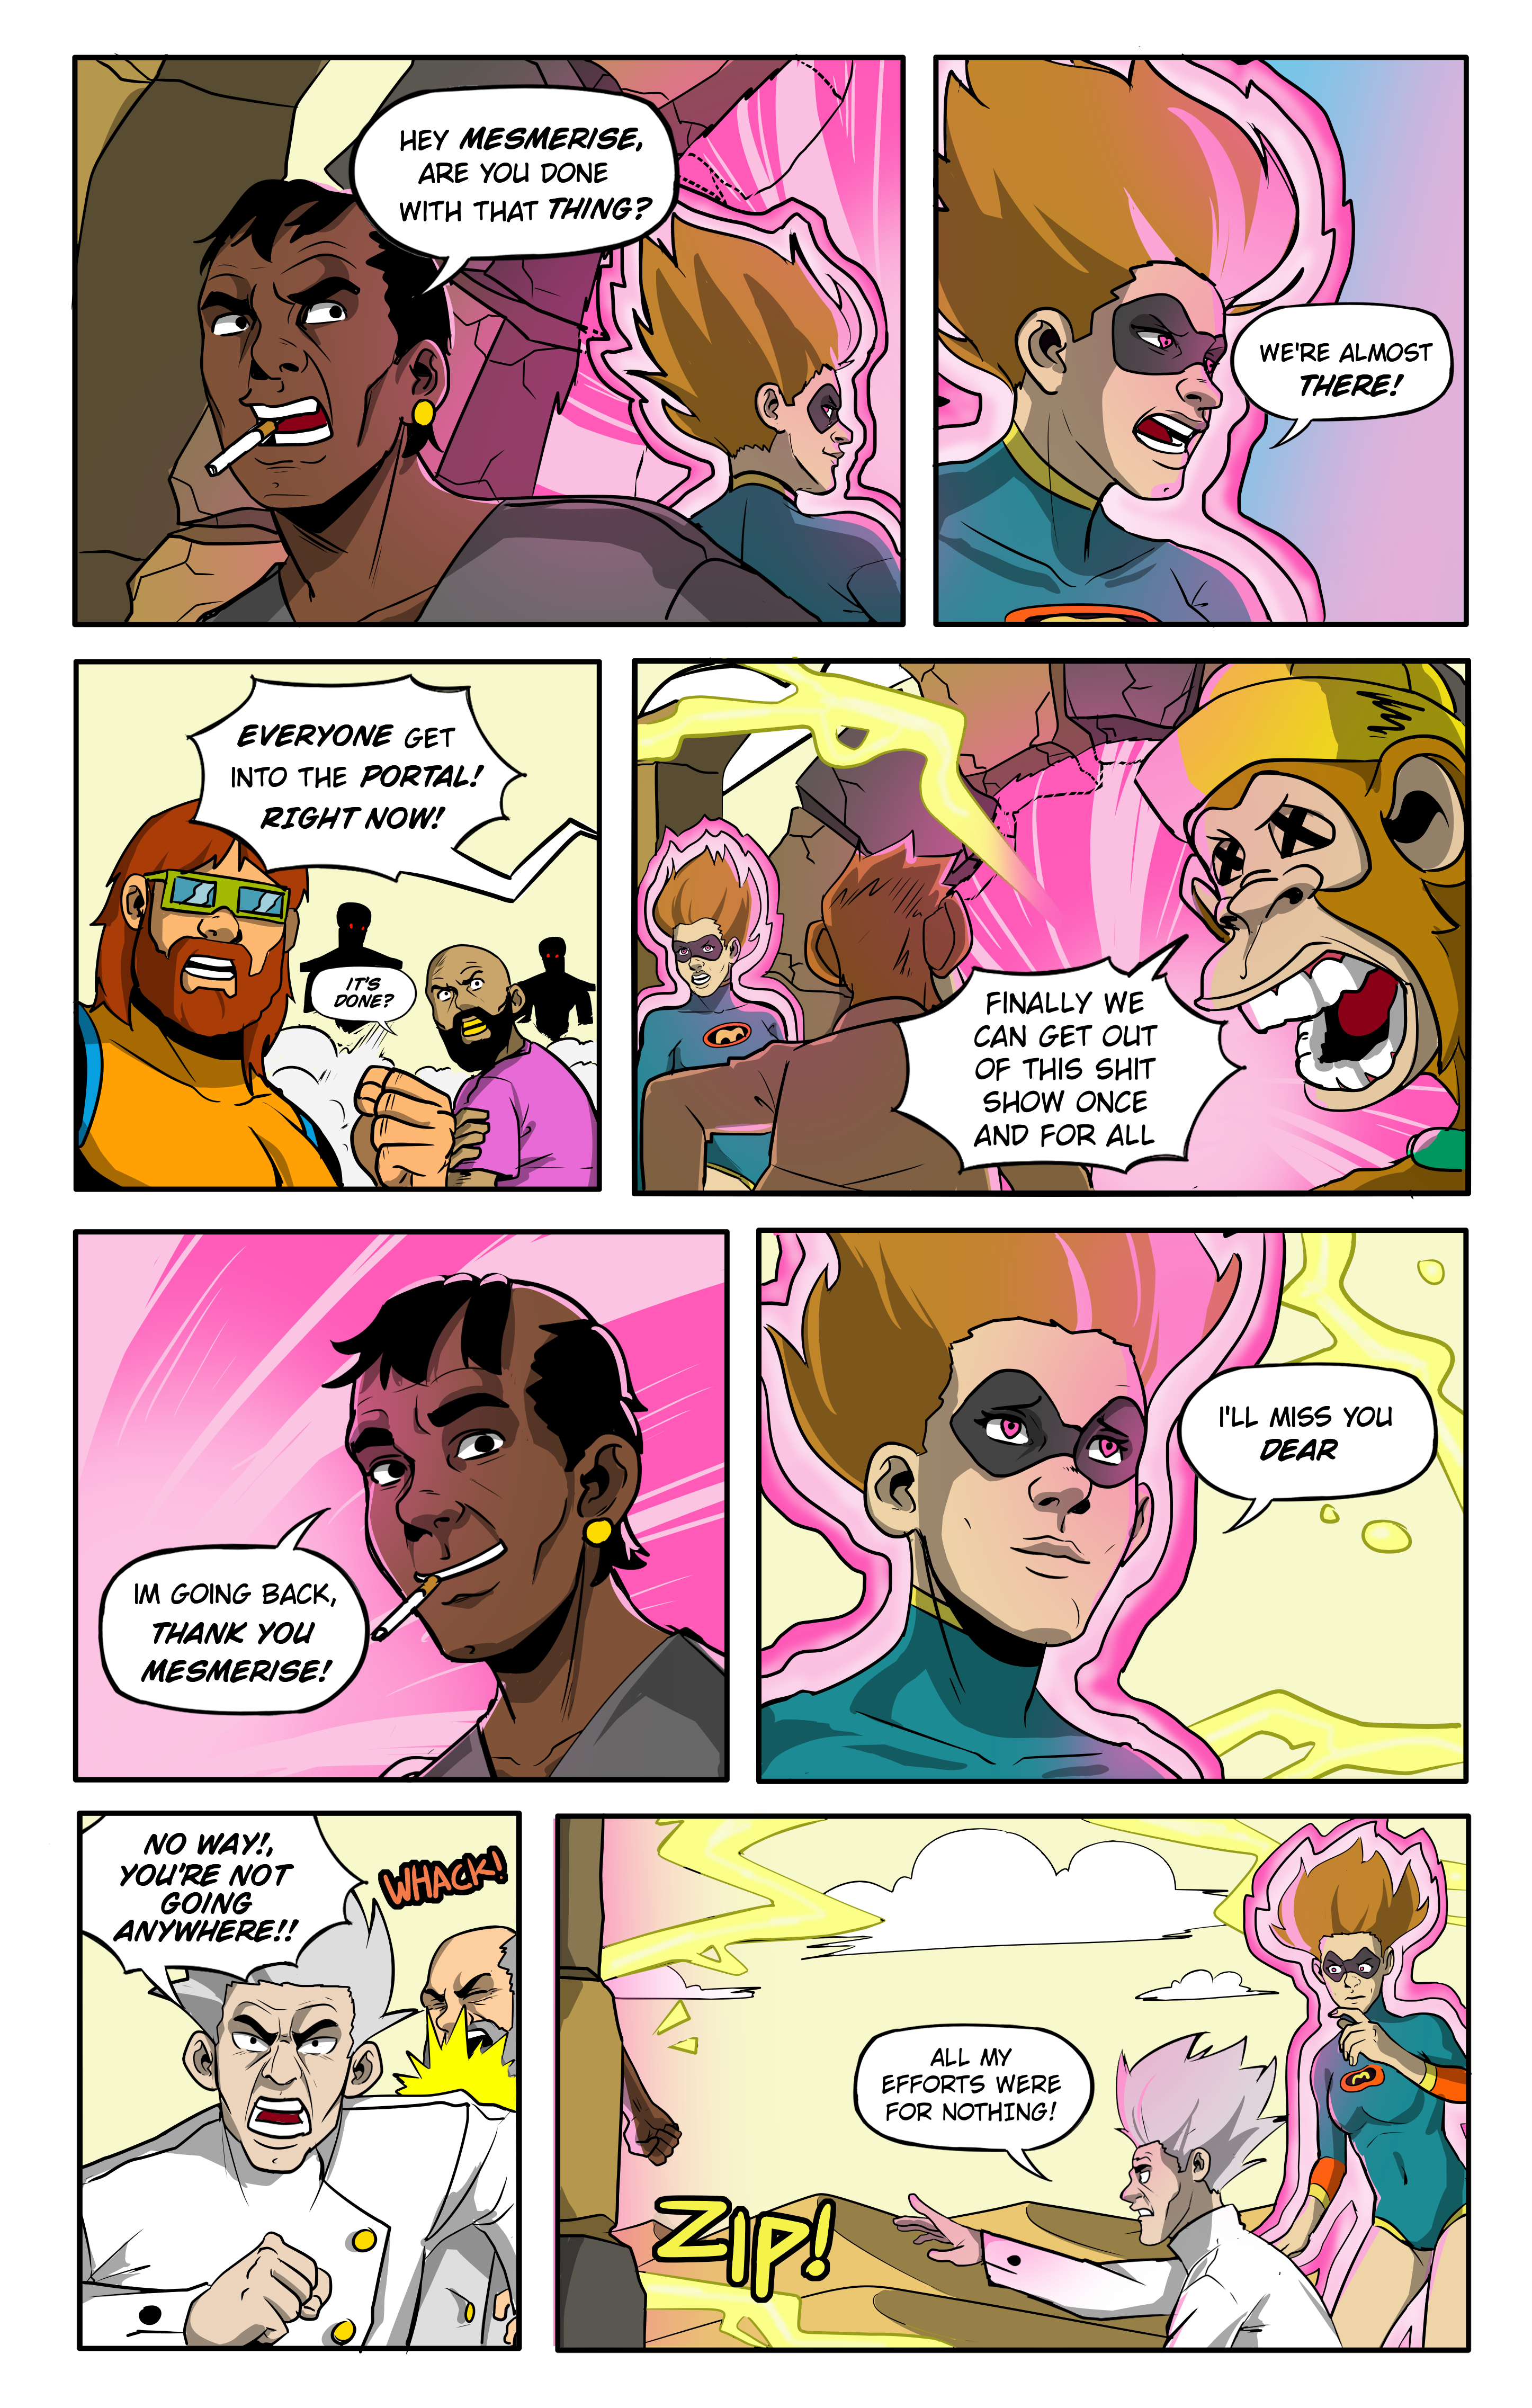 HEY MESMERISE,
ARE YOU DONE
WITH THAT THING?
WE'RE ALMOST
THERE!
EVERYONE GET
INTO THE PORTAL!
RIGHT NOW!
IT'S
DONE?
FINALLY WE
CAN GET OUT
OF THIS SHIT
SHOW ONCE
AND FOR ALL
IM GOING BACK,
THANK YOU
MESMERISE!
I'LL MISS YOU
DEAR
NO WAY!,
YOU'RE NOT
GOING
ANYWHERE!!
WHACK!
ALL MY
EFFORTS WERE
FOR NOTHING!
M
ZIP!